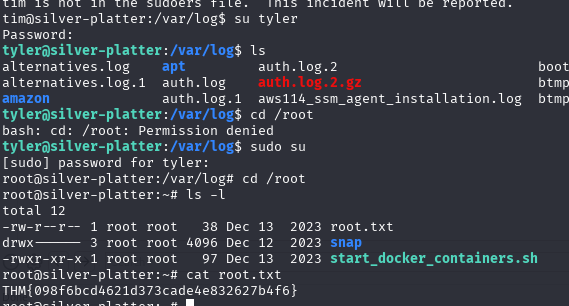 tim is not in the sudoers file.  This incident will be reported.
tim@silver-platter:/var/log$ su tyler
Password:
tyler@silver-platter:/var/log$ ls
alternatives.log    apt         auth.log.2                        boot
alternatives.log.1  auth.log    auth.log.2.gz                     btmp
amazon              auth.log.1  aws114_ssm_agent_installation.log btmp
tyler@silver-platter:/var/log$ cd /root
bash: cd: /root: Permission denied
tyler@silver-platter:/var/log$ sudo su
[sudo] password for tyler:
root@silver-platter:/var/log# cd /root
root@silver-platter:~# ls -l
total 12
-rw-r--r-- 1 root root   38 Dec 13  2023 root.txt
drwx------ 3 root root 4096 Dec 12  2023 snap
-rwxr-xr-x 1 root root   97 Dec 13  2023 start_docker_containers.sh
root@silver-platter:~# cat root.txt
THM{098f6bcd4621d373cade4e832627b4f6}
root@silver-platter:~#